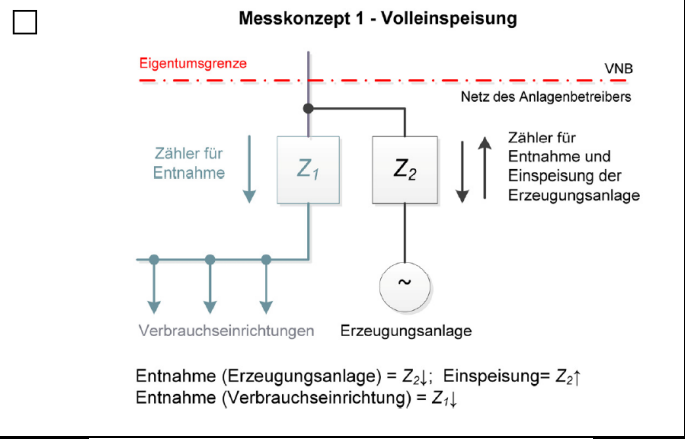 Messkonzept 1 - Volleinspeisung
Eigentumsgrenze
VNB
Netz des Anlagenbetreibers
Zähler für
Entnahme
Z1
Z2
Zähler für
Entnahme und
Einspeisung der
Erzeugungsanlage
~
Verbrauchseinrichtungen
Erzeugungsanlage
Entnahme (Erzeugungsanlage) = Z2↓; Einspeisung= Z2↑
Entnahme (Verbrauchseinrichtung) = Z1↓